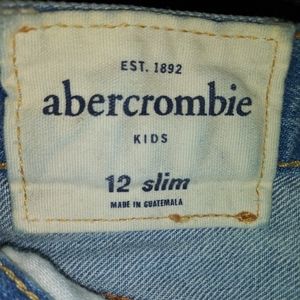 EST. 1892
abercrombie
KIDS
12 slim
MADE IN GUATEMALA